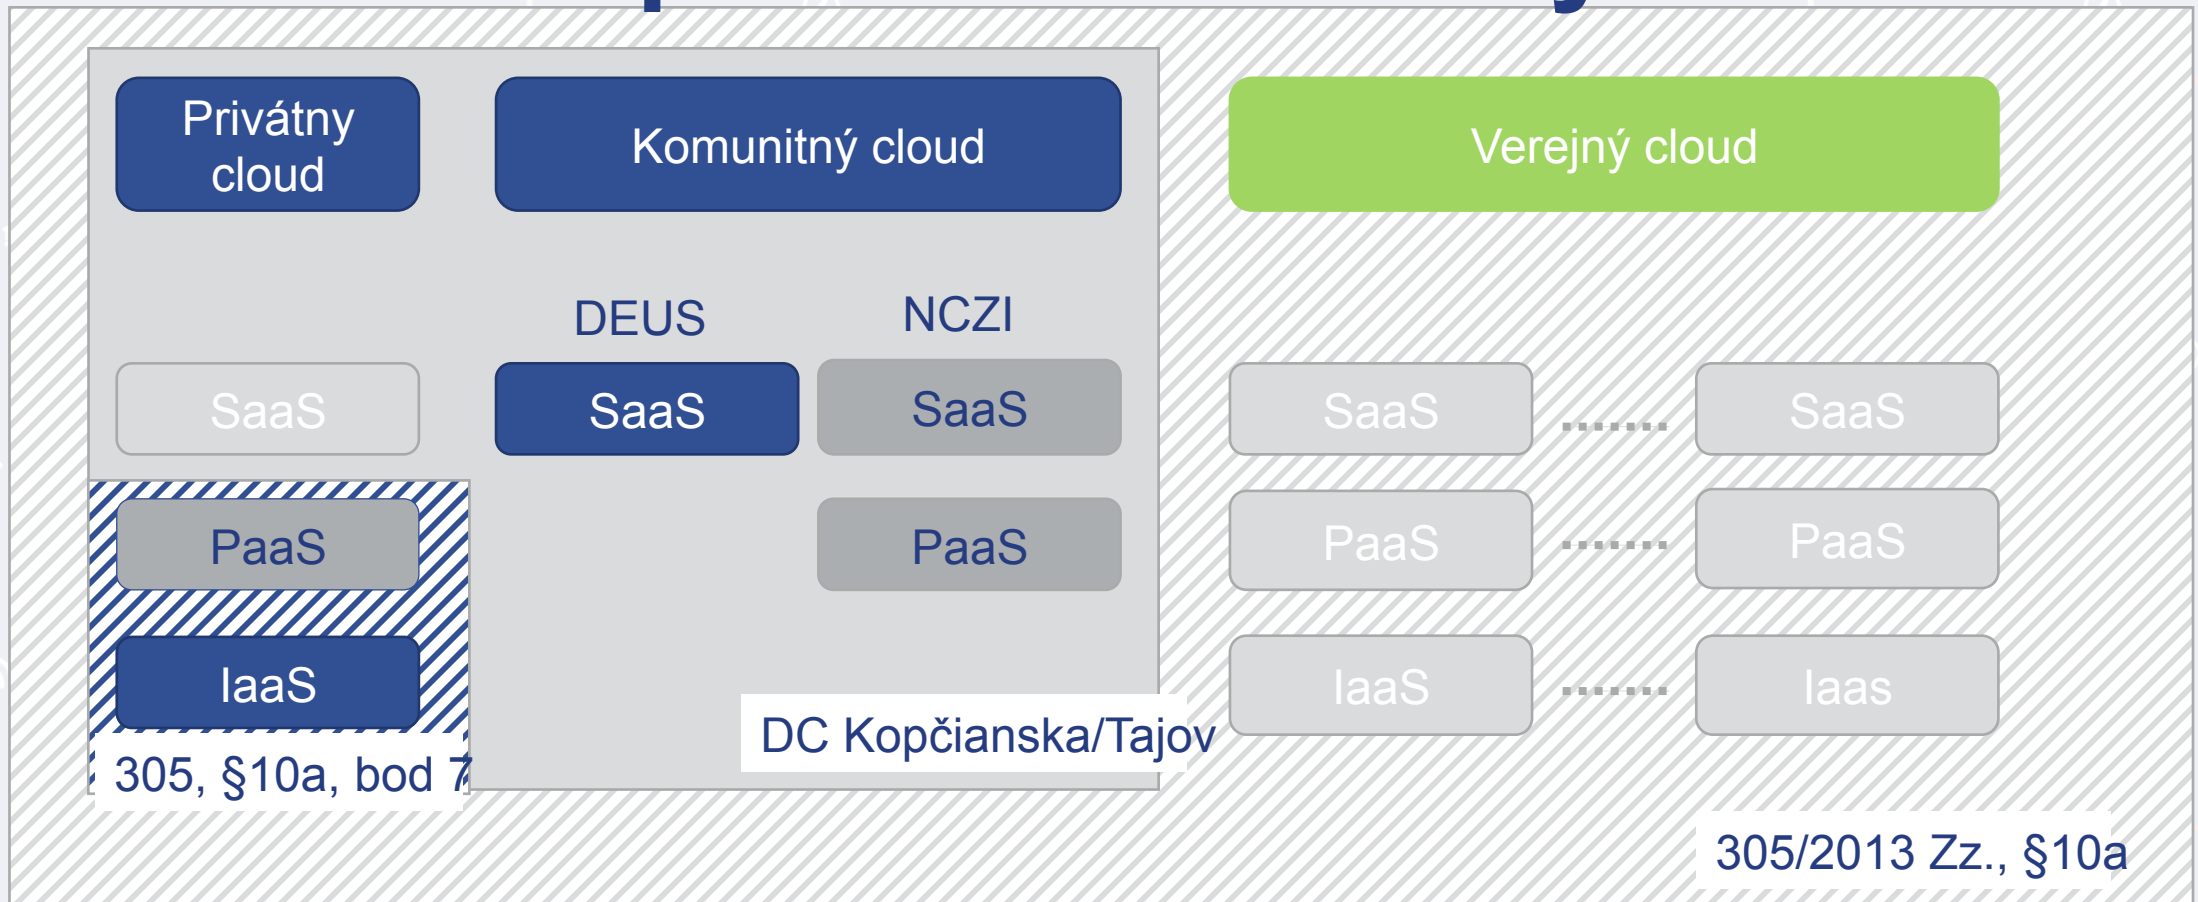 Privátny
cloud
Komunitný cloud
Verejný cloud
DEUS
NCZI
SaaS
SaaS
SaaS
SaaS
SaaS
PaaS
PaaS
PaaS
PaaS
IaaS
IaaS
Iaas
DC Kopčianska/Tajov
305, §10a, bod 7
305/2013 Zz., §10a